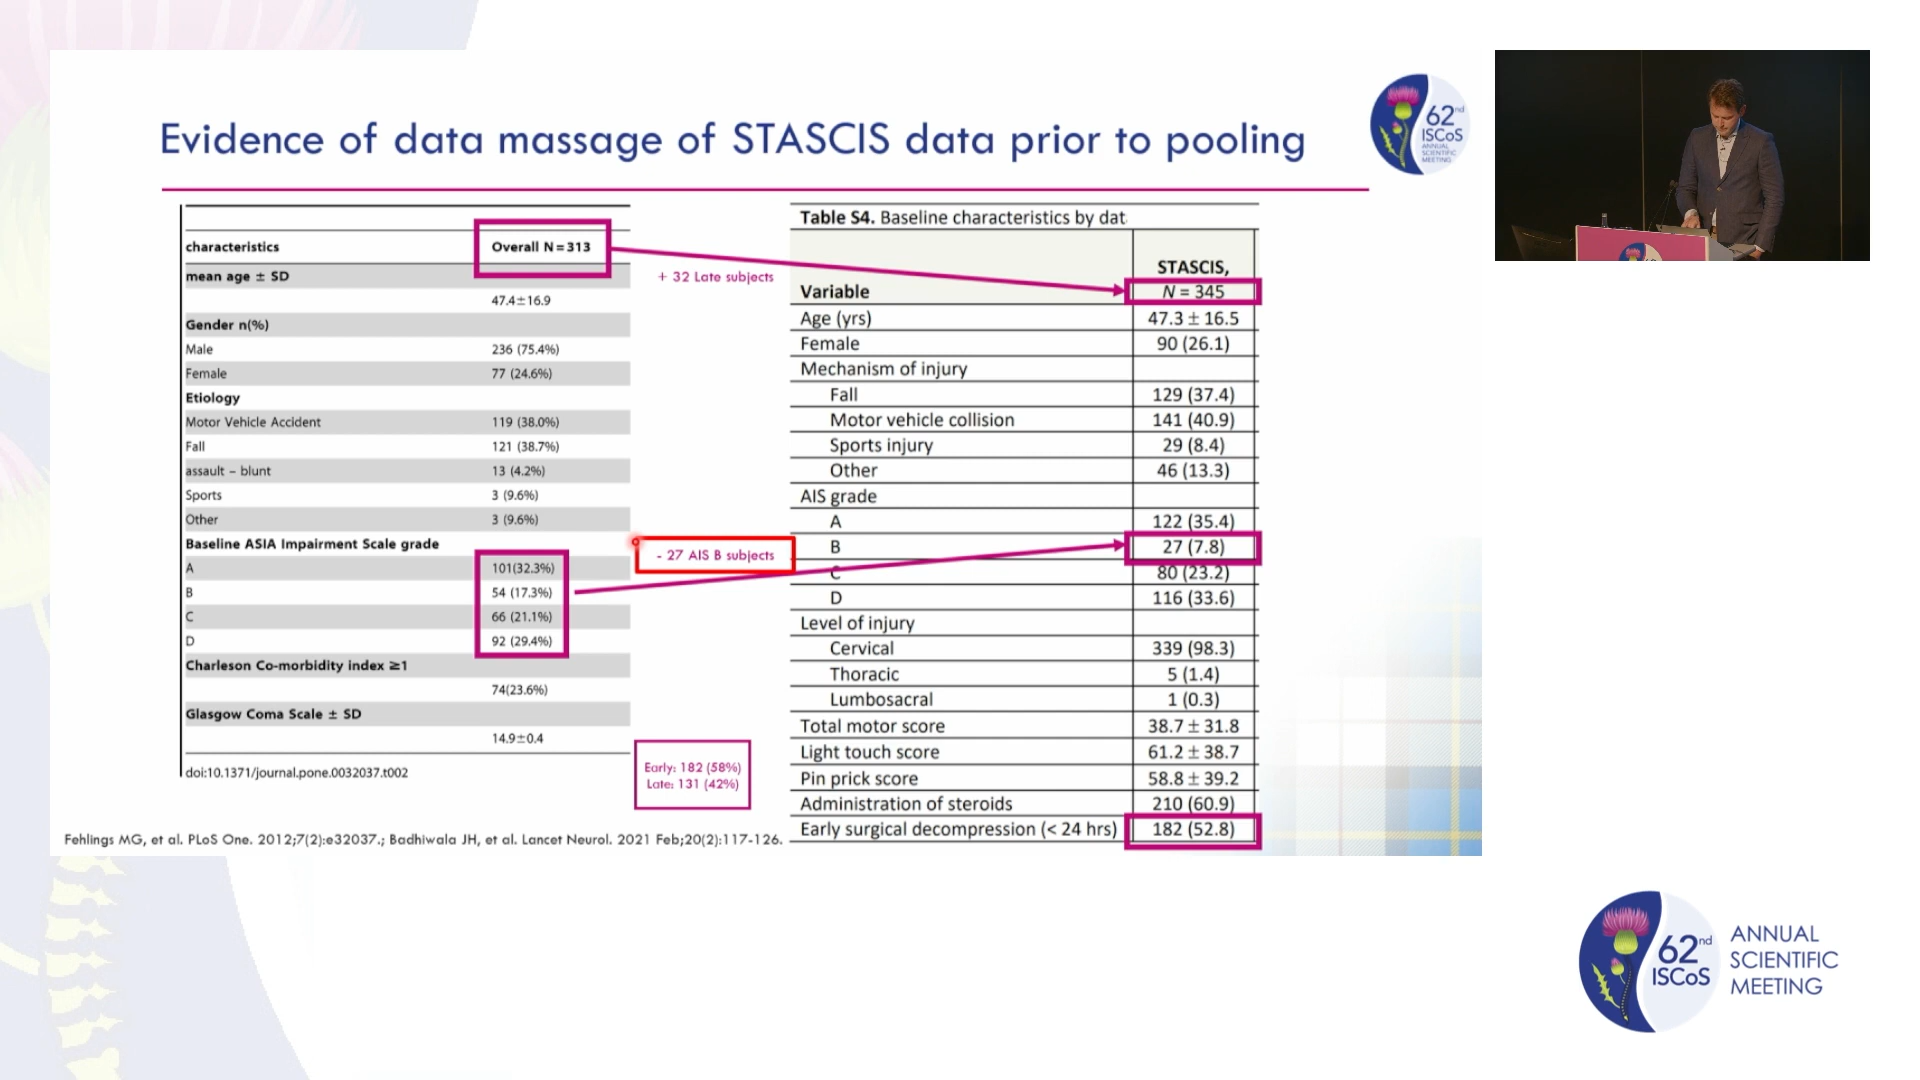 Evidence of data massage of STASCIS data prior to pooling
62nd
ISCoS
ANNUAL
SCIENTIFIC
MEETING
characteristics Overall N=313
mean age ± SD
47.4±16.9
Gender n(%)
Male 236 (75.4%)
Female 77 (24.6%)
Etiology
Motor Vehicle Accident 119 (38.0%)
Fall 121 (38.7%)
assault – blunt 13 (4.2%)
Sports 3 (9.6%)
Other 3 (9.6%)
Baseline ASIA Impairment Scale grade
A 101(32.3%)
B 54 (17.3%)
C 66 (21.1%)
D 92 (29.4%)
Charleson Co-morbidity index ≥1
74(23.6%)
Glasgow Coma Scale ± SD
14.9±0.4
doi:10.1371/journal.pone.0032037.t002
+ 32 Late subjects
- 27 AIS B subjects
Early: 182 (58%)
Late: 131 (42%)
Table S4. Baseline characteristics by dat
STASCIS,
Variable N = 345
Age (yrs) 47.3 ± 16.5
Female 90 (26.1)
Mechanism of injury
Fall 129 (37.4)
Motor vehicle collision 141 (40.9)
Sports injury 29 (8.4)
Other 46 (13.3)
AIS grade
A 122 (35.4)
B 27 (7.8)
C 80 (23.2)
D 116 (33.6)
Level of injury
Cervical 339 (98.3)
Thoracic 5 (1.4)
Lumbosacral 1 (0.3)
Total motor score 38.7 ± 31.8
Light touch score 61.2 ± 38.7
Pin prick score 58.8 ± 39.2
Administration of steroids 210 (60.9)
Early surgical decompression (< 24 hrs) 182 (52.8)
Fehlings MG, et al. PLoS One. 2012;7(2):e32037.; Badhiwala JH, et al. Lancet Neurol. 2021 Feb;20(2):117-126.
62nd
ISCoS
ANNUAL
SCIENTIFIC
MEETING